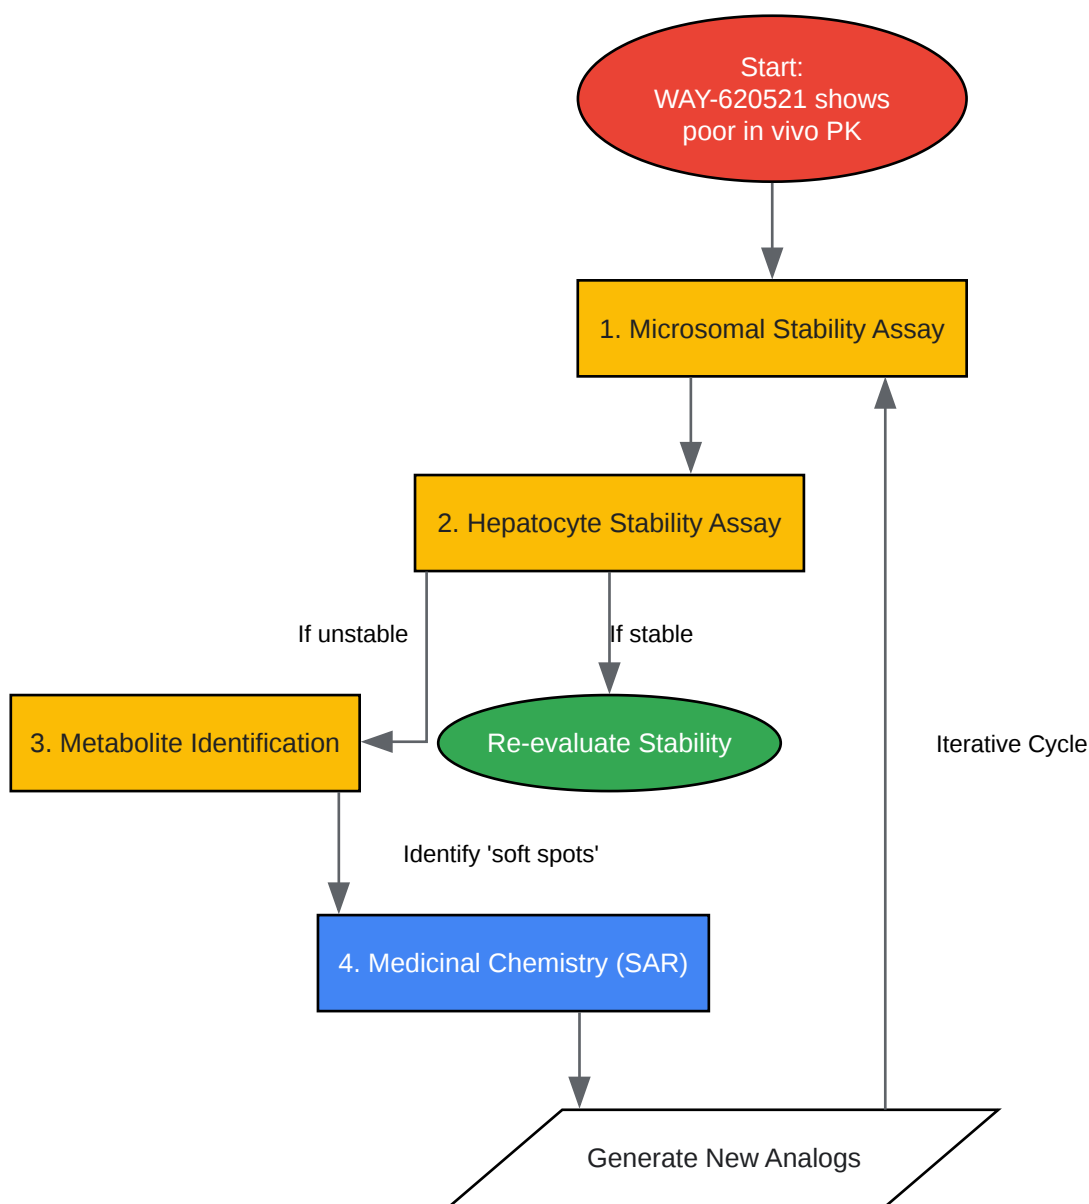 Start:
WAY-620521 shows
poor in vivo PK
1. Microsomal Stability Assay
2. Hepatocyte Stability Assay
If unstable
If stable
3. Metabolite Identification
Re-evaluate Stability
Iterative Cycle
Identify 'soft spots'
4. Medicinal Chemistry (SAR)
Generate New Analogs